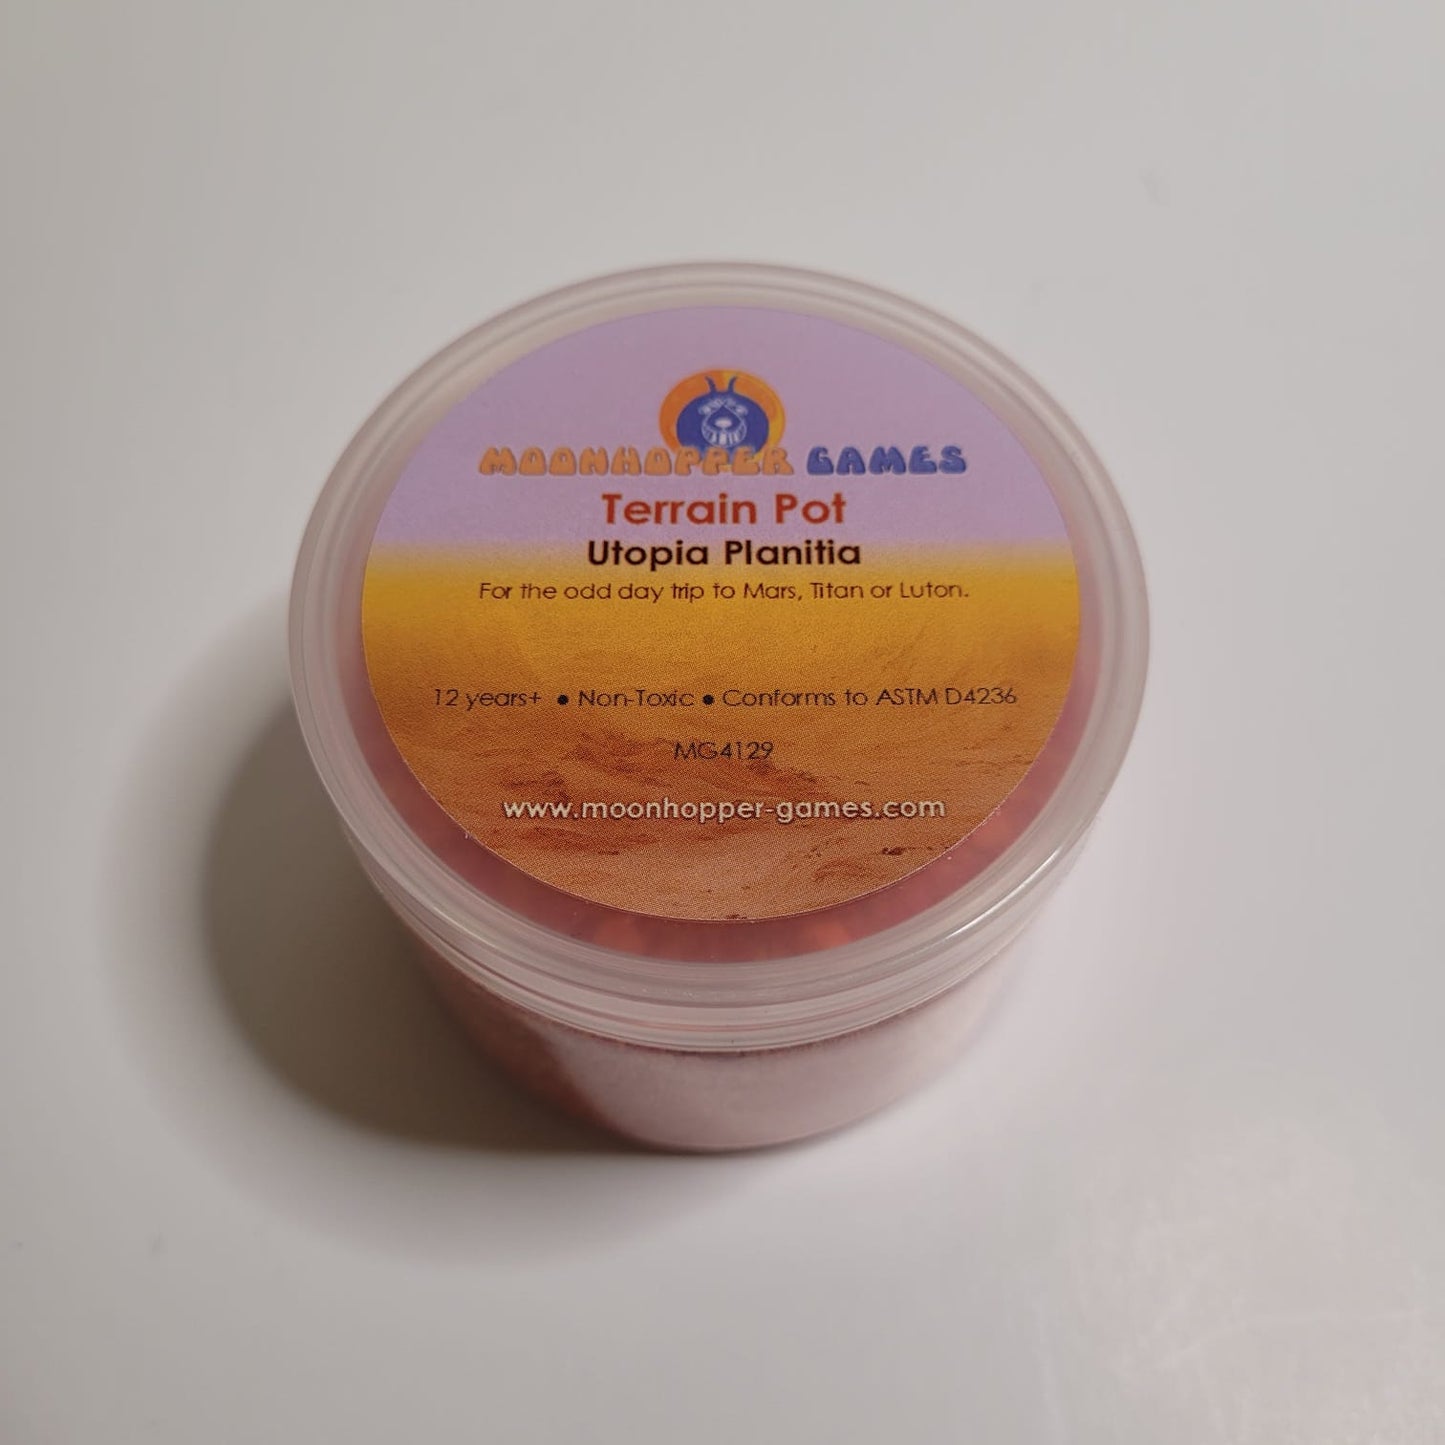 MOONHOPPER GAMES
Terrain Pot
Utopia Planitia
For the odd day trip to Mars, Titan or Luton.
12 years+ ● Non-Toxic ● Conforms to ASTM D4236
MG4129
www.moonhopper-games.com